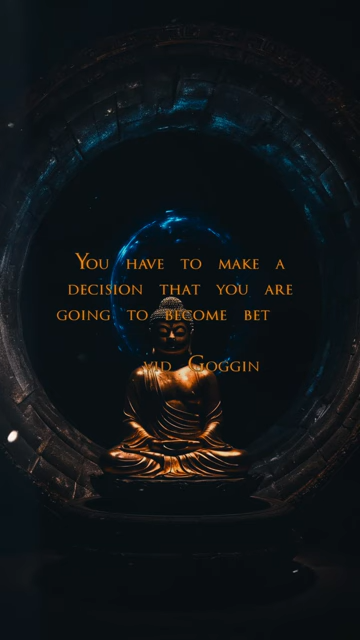 You have to make a
decision that you are
going to become bet
vid Goggin